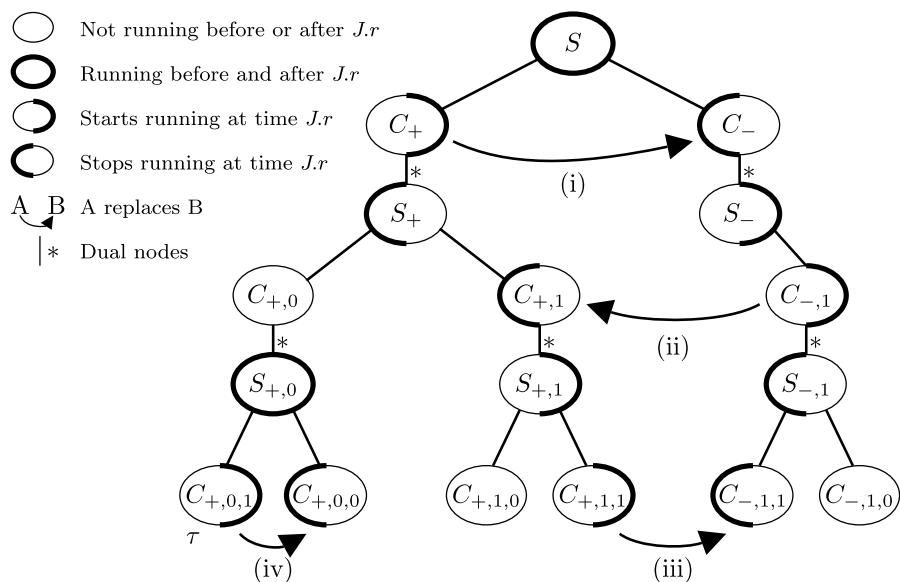 Not running before or after J.r
Running before and after J.r
Starts running at time J.r
Stops running at time J.r
A B A replaces B
* Dual nodes
S
C₊ C₋
* *
(i)
S₊ S₋
C₊,₀ C₊,₁ C₋,₁
(ii)
* * *
S₊,₀ S₊,₁ S₋,₁
C₊,₀,₁ C₊,₀,₀ C₊,₁,₀ C₊,₁,₁ C₋,₁,₁ C₋,₁,₀
τ
(iv) (iii)